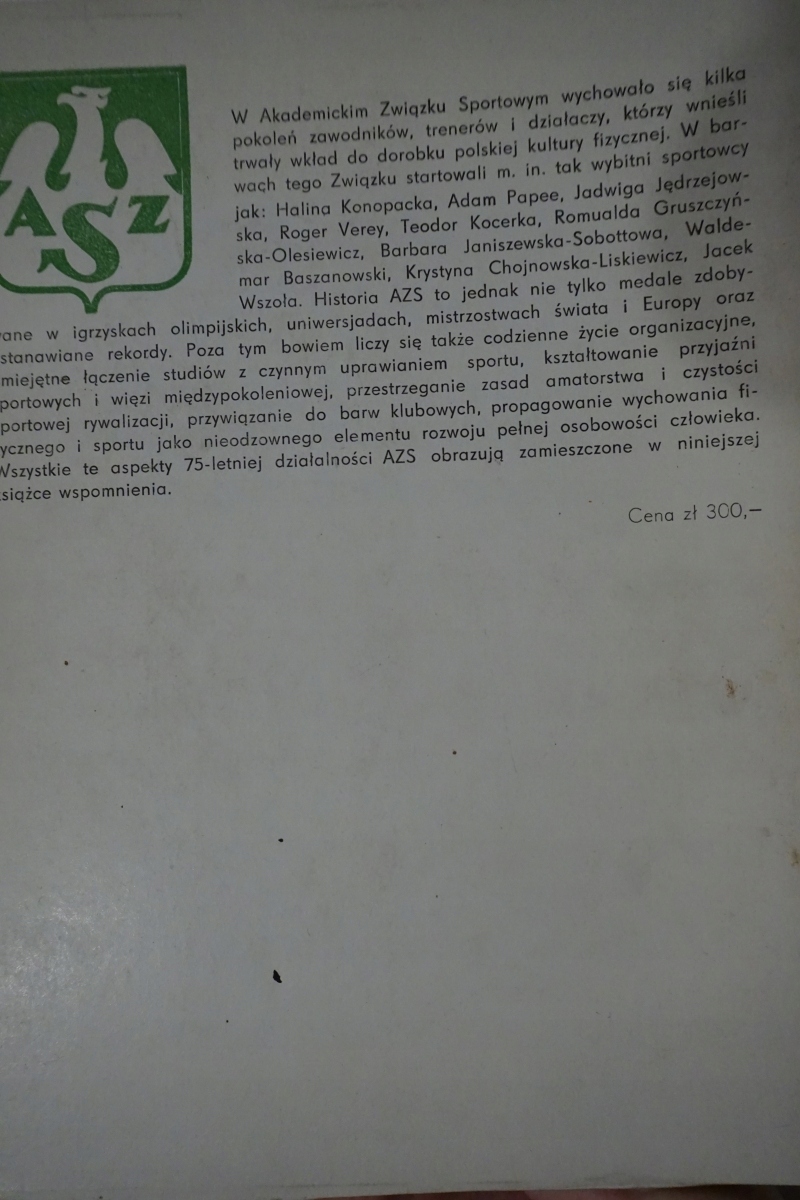 AZS
W Akademickim Związku Sportowym wychowało się kilka
pokoleń zawodników, trenerów i działaczy, którzy wnieśli
trwały wkład do dorobku polskiej kultury fizycznej. W bar-
wach tego Związku startowali m. in. tak wybitni sportowcy
jak: Halina Konopacka, Adam Papee, Jadwiga Jędrzejow-
ska, Roger Verey, Teodor Kocerka, Romualda Gruszczyń-
ska-Olesiewicz, Barbara Janiszewska-Sobottowa, Walde-
mar Baszanowski, Krystyna Chojnowska-Liskiewicz, Jacek
Wszoła. Historia AZS to jednak nie tylko medale zdoby-
wane w igrzyskach olimpijskich, uniwersjadach, mistrzostwach świata i Europy oraz
stanawiane rekordy. Poza tym bowiem liczy się także codzienne życie organizacyjne,
miejętne łączenie studiów z czynnym uprawianiem sportu, kształtowanie przyjaźni
portowych i więzi międzypokoleniowej, przestrzeganie zasad amatorstwa i czystości
portowej rywalizacji, przywiązanie do barw klubowych, propagowanie wychowania fi-
ycznego i sportu jako nieodzownego elementu rozwoju pełnej osobowości człowieka.
Wszystkie te aspekty 75-letniej działalności AZS obrazują zamieszczone w niniejszej
siążce wspomnienia.
Cena zł 300,—